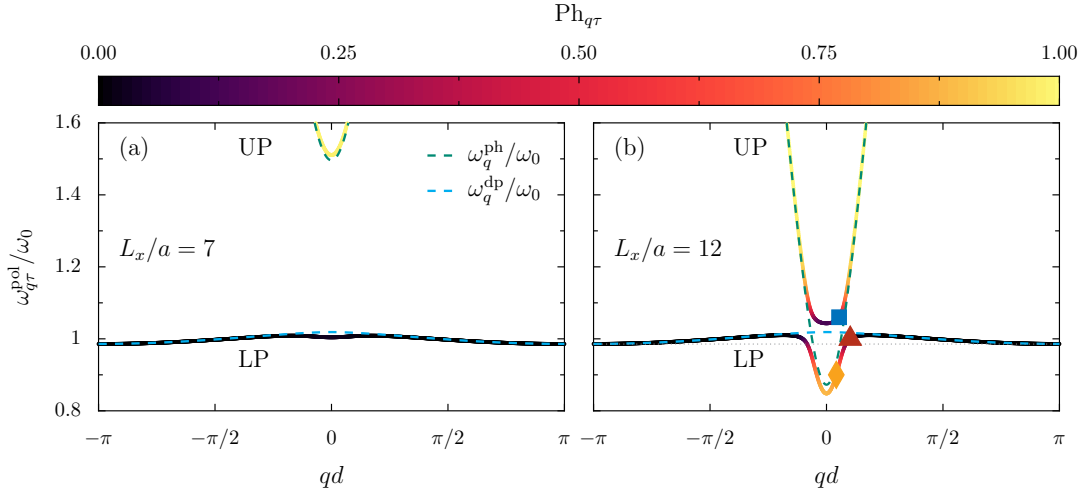 Ph_{qτ}
0.00 0.25 0.50 0.75 1.00
1.6 1.4 1.2 1 0.8
ω_{qτ}^{pol}/ω_0
(a) UP
ω_q^{ph}/ω_0
ω_q^{dp}/ω_0
L_x/a = 7
LP
−π −π/2 0 π/2 π
qd
(b) UP
L_x/a = 12
LP
−π −π/2 0 π/2 π
qd